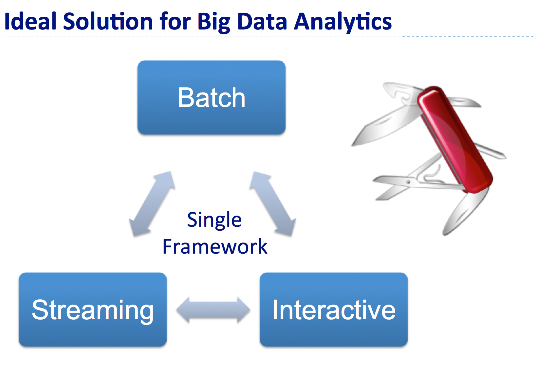 Ideal Solution for Big Data Analytics
Batch
Single
Framework
Streaming
Interactive